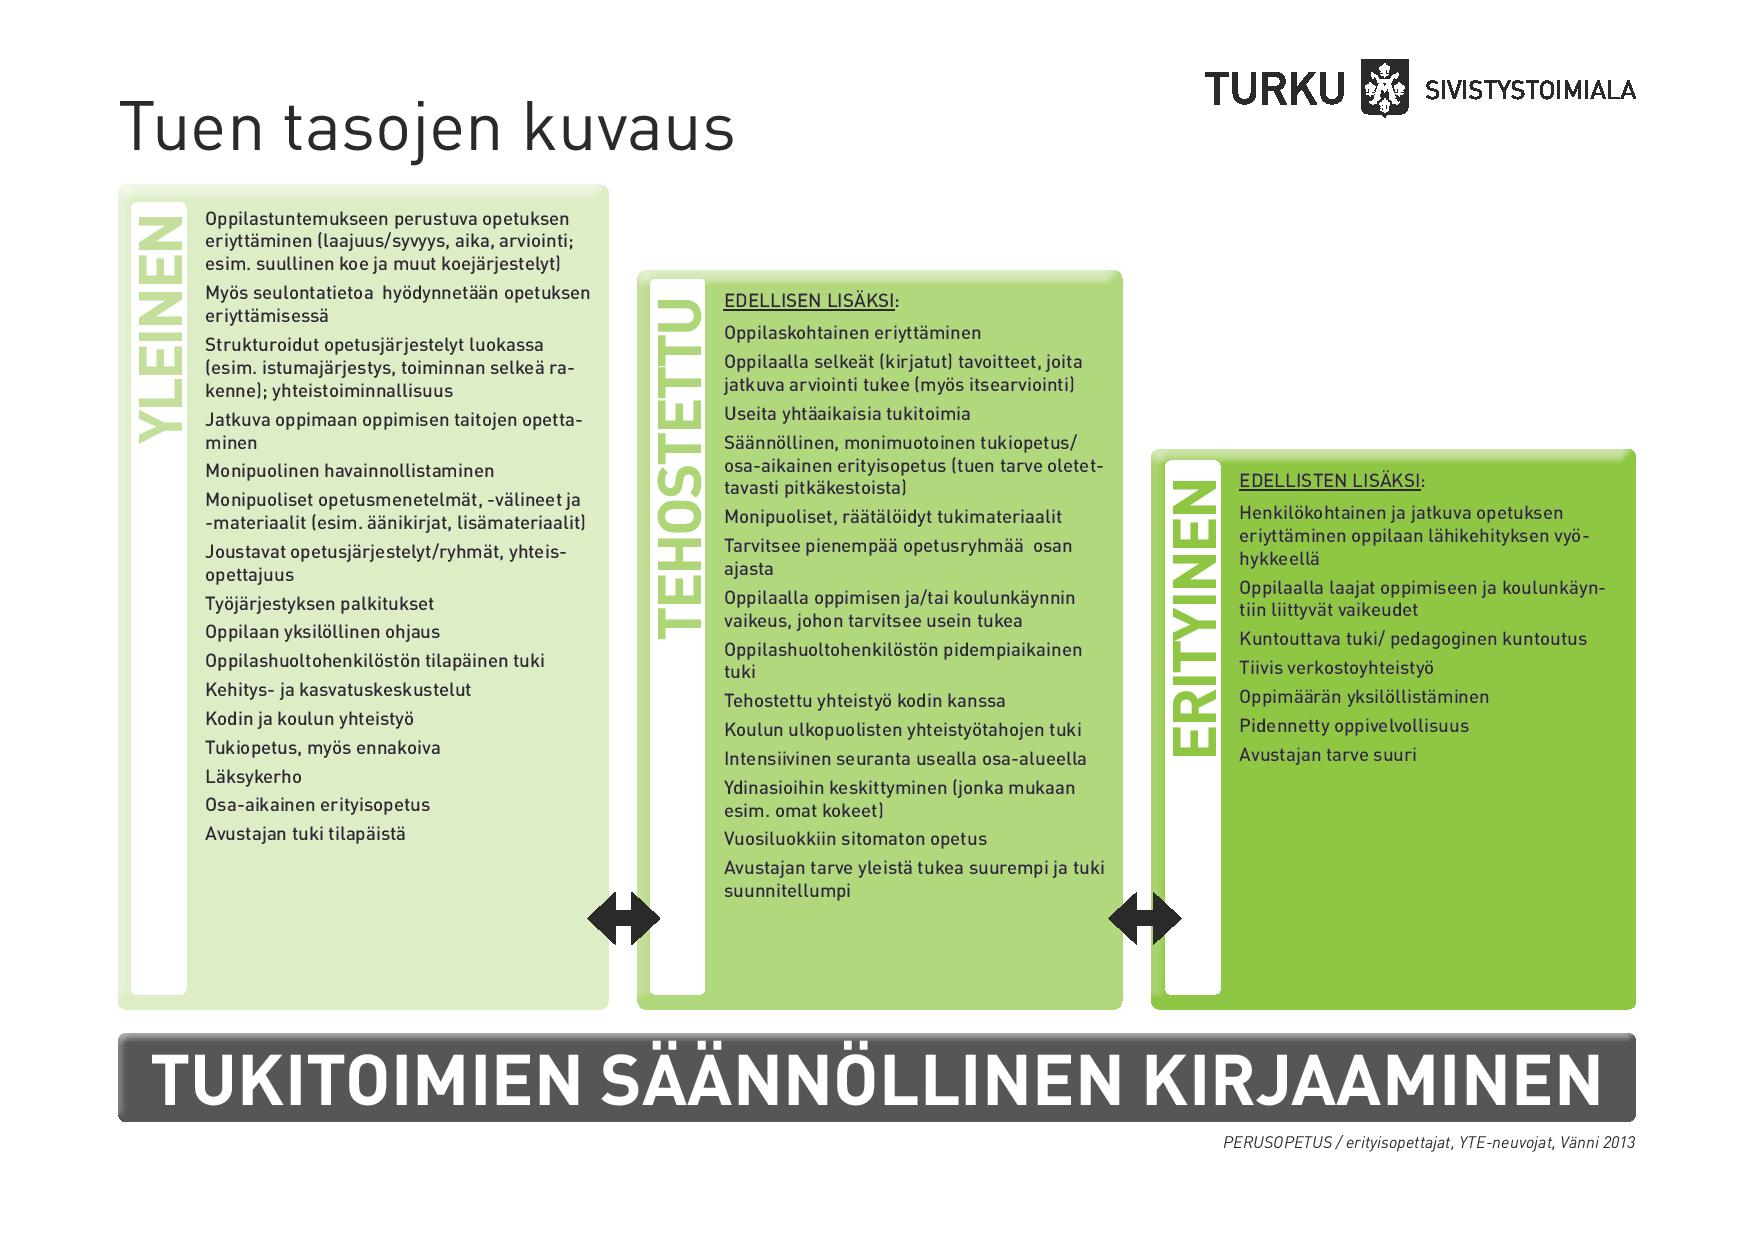 TURKU SIVISTYSTOIMIALA
Tuen tasojen kuvaus
YLEINEN
Oppilastuntemukseen perustuva opetuksen
eriyttäminen (laajuus/syvyys, aika, arviointi;
esim. suullinen koe ja muut koejärjestelyt)
Myös seulontatietoa hyödynnetään opetuksen
eriyttämisessä
Strukturoidut opetusjärjestelyt luokassa
(esim. istumajärjestys, toiminnan selkeä ra-
kenne); yhteistoiminnallisuus
Jatkuva oppimaan oppimisen taitojen opetta-
minen
Monipuolinen havainnollistaminen
Monipuoliset opetusmenetelmät, -välineet ja
-materiaalit (esim. äänikirjat, lisämateriaalit)
Joustavat opetusjärjestelyt/ryhmät, yhteis-
opettajuus
Työjärjestyksen palkitukset
Oppilaan yksilöllinen ohjaus
Oppilashuoltohenkilöstön tilapäinen tuki
Kehitys- ja kasvatuskeskustelut
Kodin ja koulun yhteistyö
Tukiopetus, myös ennakoiva
Läksykerho
Osa-aikainen erityisopetus
Avustajan tuki tilapäistä
TEHOSTETTU
EDELLISEN LISÄKSI:
Oppilaskohtainen eriyttäminen
Oppilaalla selkeät (kirjatut) tavoitteet, joita
jatkuva arviointi tukee (myös itsearviointi)
Useita yhtäaikaisia tukitoimia
Säännöllinen, monimuotoinen tukiopetus/
osa-aikainen erityisopetus (tuen tarve oletet-
tavasti pitkäkestoista)
Monipuoliset, räätälöidyt tukimateriaalit
Tarvitsee pienempää opetusryhmää osan
ajasta
Oppilaalla oppimisen ja/tai koulunkäynnin
vaikeus, johon tarvitsee usein tukea
Oppilashuoltohenkilöstön pidempiaikainen
tuki
Tehostettu yhteistyö kodin kanssa
Koulun ulkopuolisten yhteistyötahojen tuki
Intensiivinen seuranta usealla osa-alueella
Ydinasioihin keskittyminen (jonka mukaan
esim. omat kokeet)
Vuosiluokkiin sitomaton opetus
Avustajan tarve yleistä tukea suurempi ja tuki
suunnitellumpi
ERITYINEN
EDELLISTEN LISÄKSI:
Henkilökohtainen ja jatkuva opetuksen
eriyttäminen oppilaan lähikehityksen vyö-
hykkeellä
Oppilaalla laajat oppimiseen ja koulunkäyn-
tiin liittyvät vaikeudet
Kuntouttava tuki/ pedagoginen kuntoutus
Tiivis verkostoyhteistyö
Oppimäärän yksilöllistäminen
Pidennetty oppivelvollisuus
Avustajan tarve suuri
TUKITOIMIEN SÄÄNNÖLLINEN KIRJAAMINEN
PERUSOPETUS / erityisopettajat, YTE-neuvojat, Vänni 2013